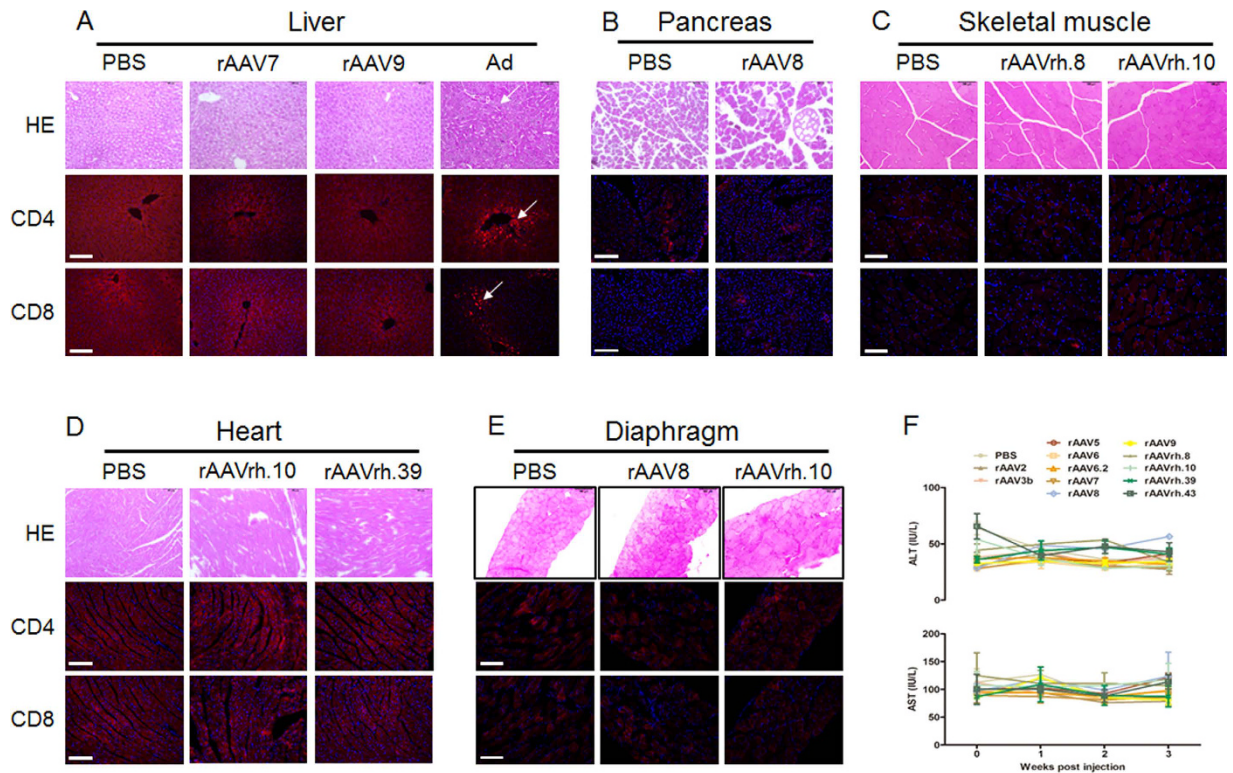 A Liver
PBS rAAV7 rAAV9 Ad
HE
CD4
CD8
B Pancreas
PBS rAAV8
C Skeletal muscle
PBS rAAVrh.8 rAAVrh.10
D Heart
PBS rAAVrh.10 rAAVrh.39
HE
CD4
CD8
E Diaphragm
PBS rAAV8 rAAVrh.10
F
PBS
rAAV2
rAAV3b
rAAV5
rAAV6
rAAV6.2
rAAV7
rAAV8
rAAV9
rAAVrh.8
rAAVrh.10
rAAVrh.39
rAAVrh.43
ALT (IU/L)
100
50
0
AST (IU/L)
200
150
100
50
0
0 1 2 3
Weeks post injection